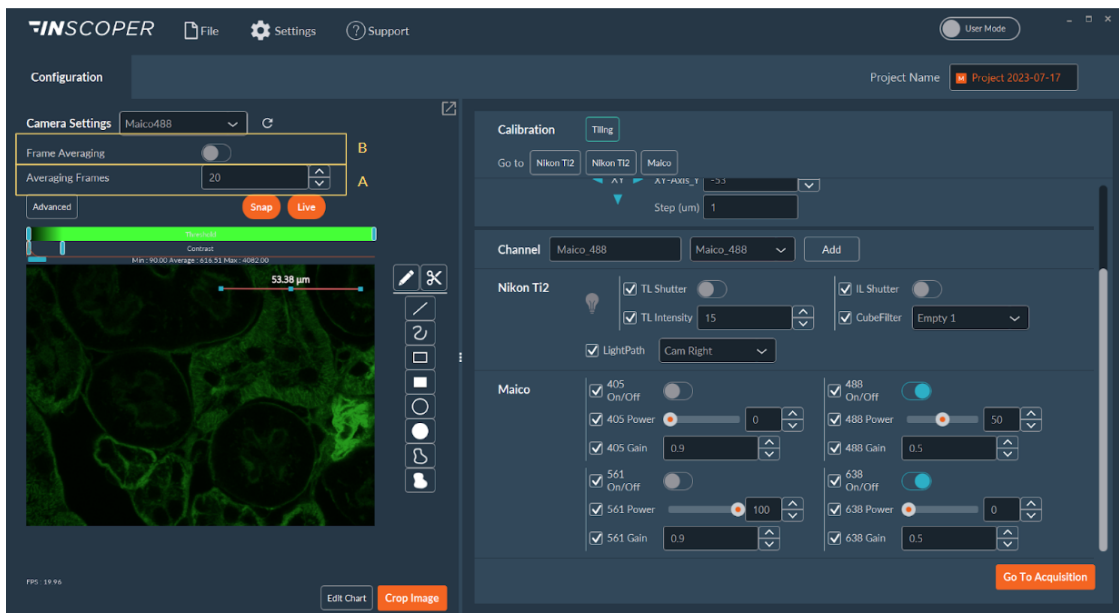 INSCOPER File Settings ? Support User Mode
Configuration
Project Name M Project 2023-07-17
Camera Settings Maico488
Frame Averaging B
Averaging Frames 20 A
Advanced Snap Live
Threshold
Contrast
Min : 90.00 Average : 616.51 Max : 4082.00
53.38 µm
FPS : 19.96
Edit Chart Crop Image
Calibration Tiling
Go to Nikon Ti2 Nikon Ti2 Maico
XY XY-Axis_Y -53
Step (um) 1
Channel Maico_488 Maico_488 Add
Nikon Ti2 TL Shutter IL Shutter
TL Intensity 15 CubeFilter Empty 1
LightPath Cam Right
Maico 405 On/Off 488 On/Off
405 Power 0 488 Power 50
405 Gain 0.9 488 Gain 0.5
561 On/Off 638 On/Off
561 Power 100 638 Power 0
561 Gain 0.9 638 Gain 0.5
Go To Acquisition